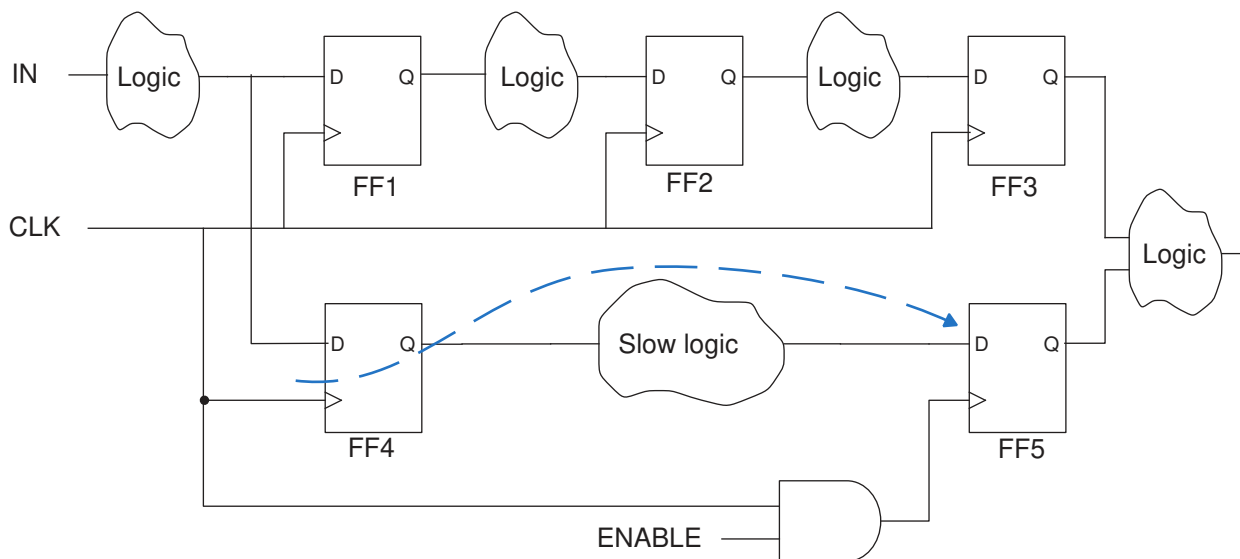 IN
Logic
D
Q
FF1
Logic
D
Q
FF2
Logic
D
Q
FF3
CLK
Logic
D
Q
FF4
Slow logic
D
Q
FF5
ENABLE